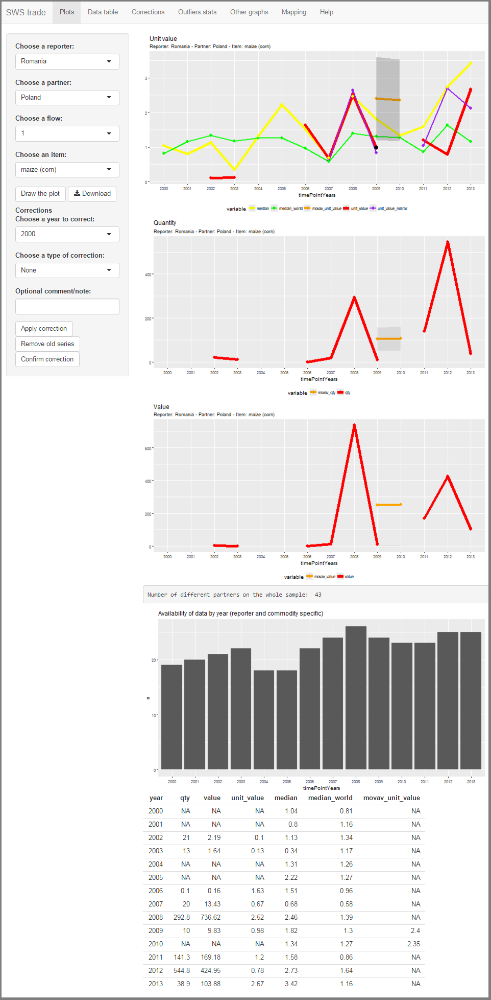 SWS trade Plots Data table Corrections Outliers stats Other graphs Mapping Help
Choose a reporter:
Romania
Choose a partner:
Poland
Choose a flow:
1
Choose an item:
maize (corn)
Draw the plot Download
Corrections
Choose a year to correct:
2000
Choose a type of correction:
None
Optional comment/note:
Apply correction
Remove old series
Confirm correction
Unit value
Reporter: Romania - Partner: Poland - Item: maize (corn)
3
2
1
0
2000 2001 2002 2003 2004 2005 2006 2007 2008 2009 2010 2011 2012 2013
timePointYears
variable median median_world movav_unit_value unit_value unit_value_mirror
Quantity
Reporter: Romania - Partner: Poland - Item: maize (corn)
400
200
0
2000 2001 2002 2003 2004 2005 2006 2007 2008 2009 2010 2011 2012 2013
timePointYears
variable movav_qty qty
Value
Reporter: Romania - Partner: Poland - Item: maize (corn)
600
400
200
0
2000 2001 2002 2003 2004 2005 2006 2007 2008 2009 2010 2011 2012 2013
timePointYears
variable movav_value value
Number of different partners on the whole sample: 43
Availability of data by year (reporter and commodity specific)
20
n
10
0
2000 2001 2002 2003 2004 2005 2006 2007 2008 2009 2010 2011 2012 2013
timePointYears
year qty value unit_value median median_world movav_unit_value
2000 NA NA NA 1.04 0.81 NA
2001 NA NA NA 0.8 1.16 NA
2002 21 2.19 0.1 1.13 1.34 NA
2003 13 1.64 0.13 0.34 1.17 NA
2004 NA NA NA 1.31 1.26 NA
2005 NA NA NA 2.22 1.27 NA
2006 0.1 0.16 1.63 1.51 0.96 NA
2007 20 13.43 0.67 0.68 0.58 NA
2008 292.8 736.62 2.52 2.46 1.39 NA
2009 10 9.83 0.98 1.82 1.3 2.4
2010 NA NA NA 1.34 1.27 2.35
2011 141.3 169.18 1.2 1.58 0.86 NA
2012 544.8 424.95 0.78 2.73 1.64 NA
2013 38.9 103.88 2.67 3.42 1.16 NA